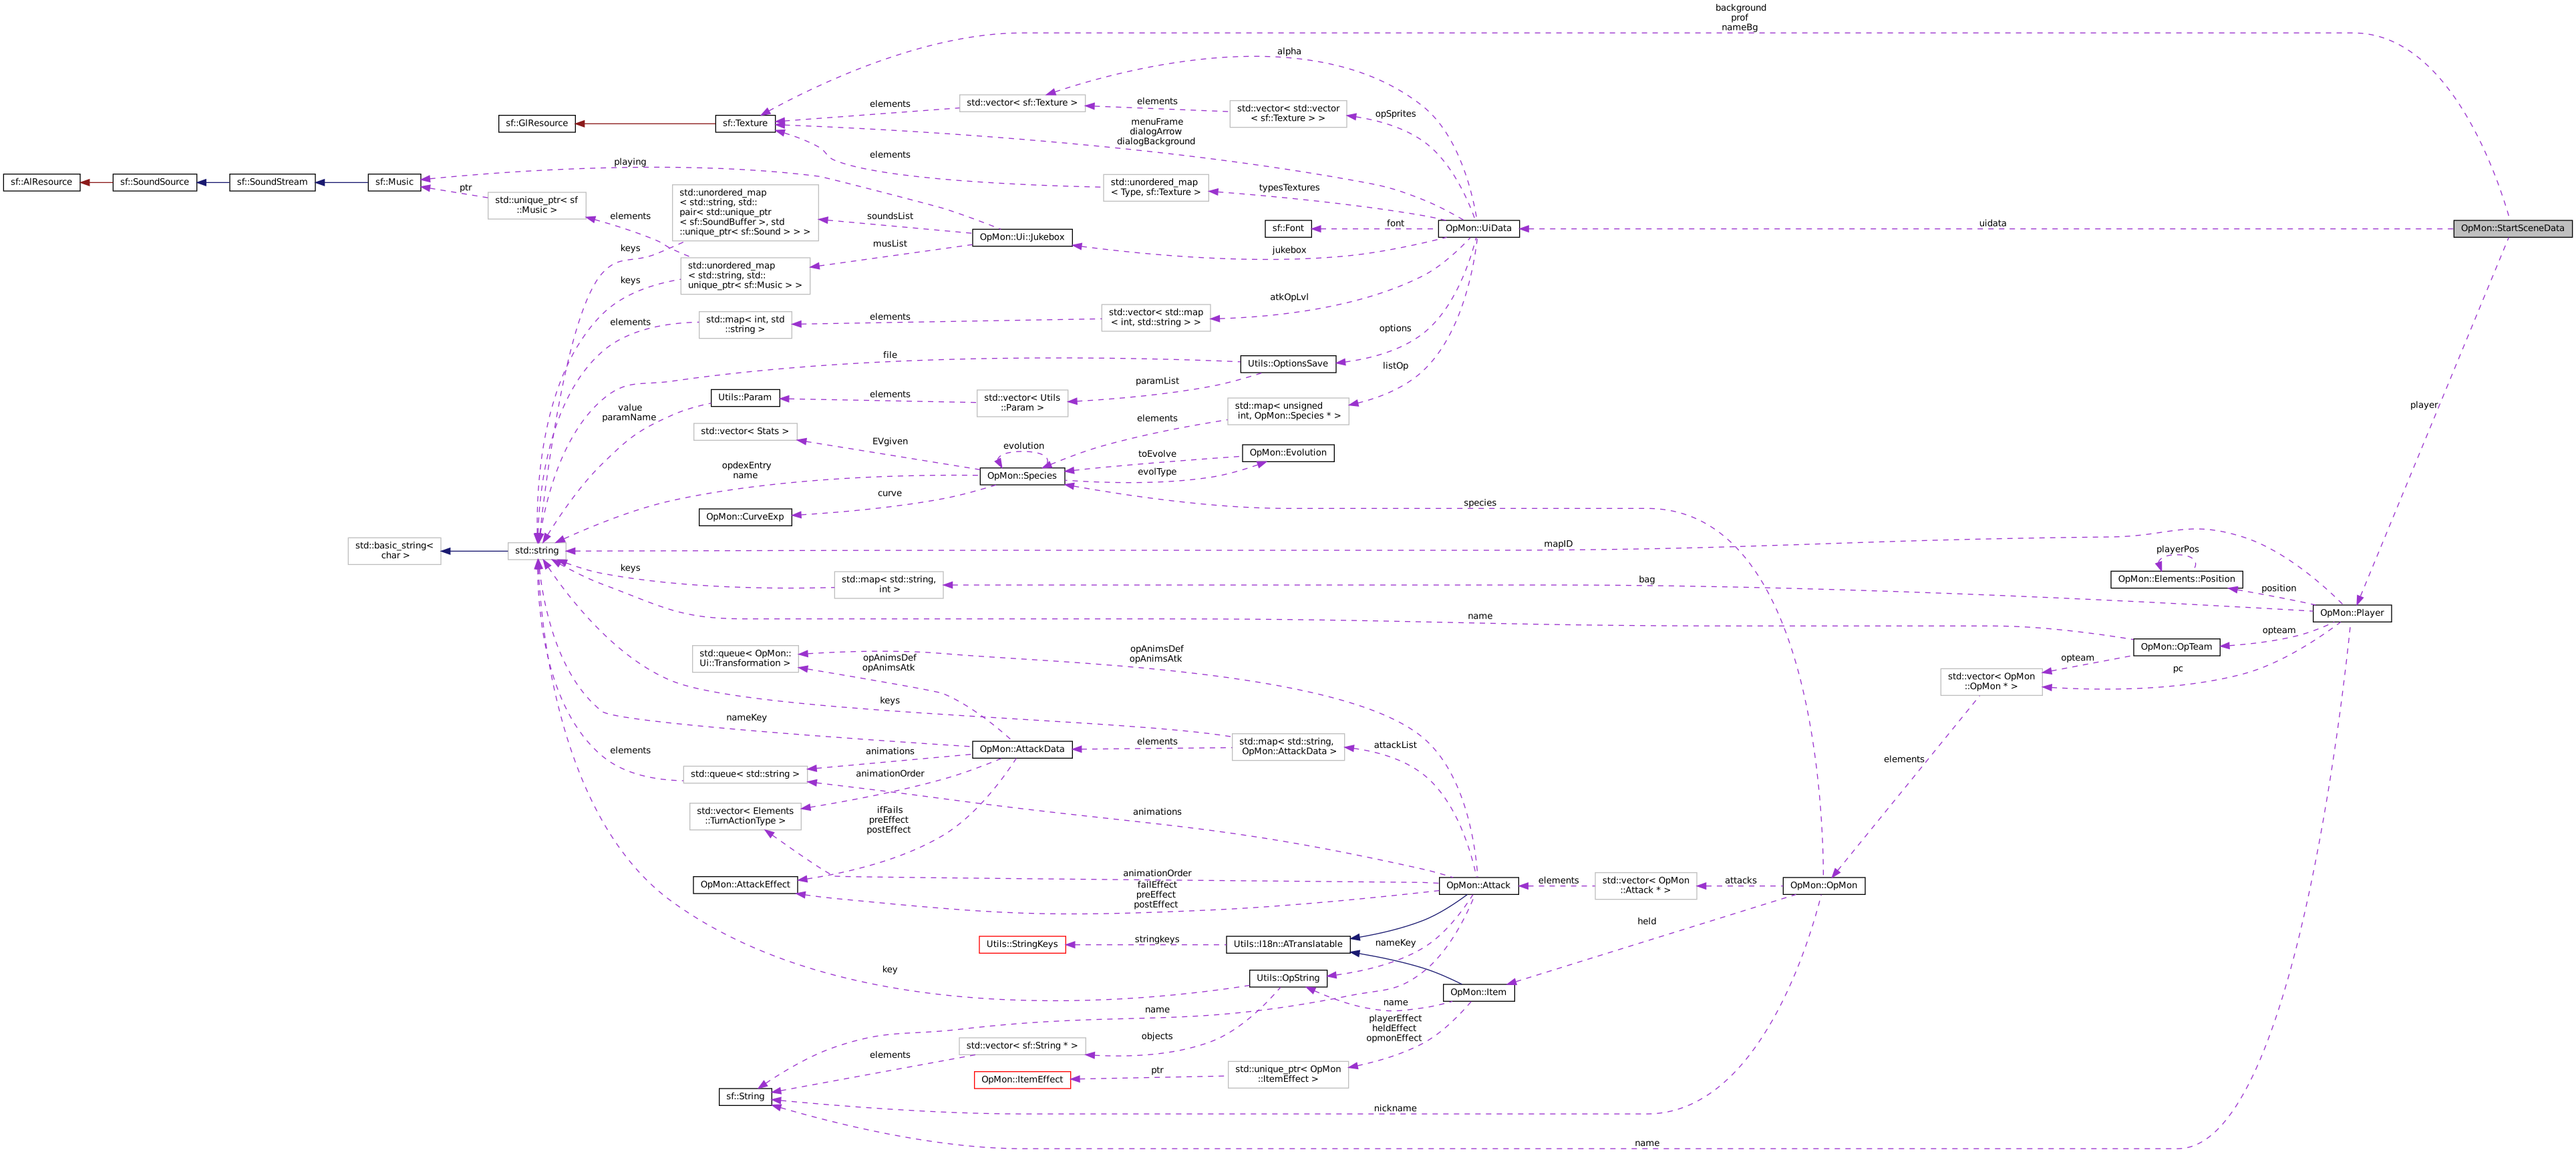 background
prof
nameBg
alpha
std::vector< sf::Texture >
elements
elements
std::vector< std::vector
< sf::Texture > >
opSprites
sf::GlResource
sf::Texture
menuFrame
dialogArrow
dialogBackground
elements
playing
sf::AlResource
sf::SoundSource
sf::SoundStream
sf::Music
ptr
std::unique_ptr< sf
::Music >
std::unordered_map
< std::string, std::
pair< std::unique_ptr
< sf::SoundBuffer >, std
::unique_ptr< sf::Sound > > >
std::unordered_map
< Type, sf::Texture >
typesTextures
elements
soundsList
OpMon::Ui::Jukebox
musList
sf::Font
font
OpMon::UiData
uidata
OpMon::StartSceneData
jukebox
keys
std::unordered_map
< std::string, std::
unique_ptr< sf::Music > >
keys
atkOpLvl
elements
std::map< int, std
::string >
elements
std::vector< std::map
< int, std::string > >
options
file
Utils::OptionsSave
listOp
paramList
value
paramName
Utils::Param
elements
std::vector< Utils
::Param >
std::map< unsigned
int, OpMon::Species * >
elements
player
std::vector< Stats >
EVgiven
evolution
toEvolve
OpMon::Evolution
evolType
opdexEntry
name
OpMon::Species
curve
species
OpMon::CurveExp
std::basic_string<
char >
std::string
mapID
playerPos
OpMon::Elements::Position
keys
std::map< std::string,
int >
bag
position
OpMon::Player
name
opteam
OpMon::OpTeam
std::queue< OpMon::
Ui::Transformation >
opAnimsDef
opAnimsAtk
opAnimsDef
opAnimsAtk
opteam
pc
std::vector< OpMon
::OpMon * >
keys
nameKey
OpMon::AttackData
elements
std::map< std::string,
OpMon::AttackData >
attackList
elements
animations
std::queue< std::string >
animationOrder
elements
std::vector< Elements
::TurnActionType >
ifFails
preEffect
postEffect
animations
OpMon::AttackEffect
animationOrder
failEffect
preEffect
postEffect
OpMon::Attack
elements
std::vector< OpMon
::Attack * >
attacks
OpMon::OpMon
held
Utils::StringKeys
stringkeys
Utils::I18n::ATranslatable
nameKey
key
Utils::OpString
OpMon::Item
name
name
playerEffect
heldEffect
opmonEffect
objects
std::vector< sf::String * >
elements
OpMon::ItemEffect
ptr
std::unique_ptr< OpMon
::ItemEffect >
sf::String
nickname
name